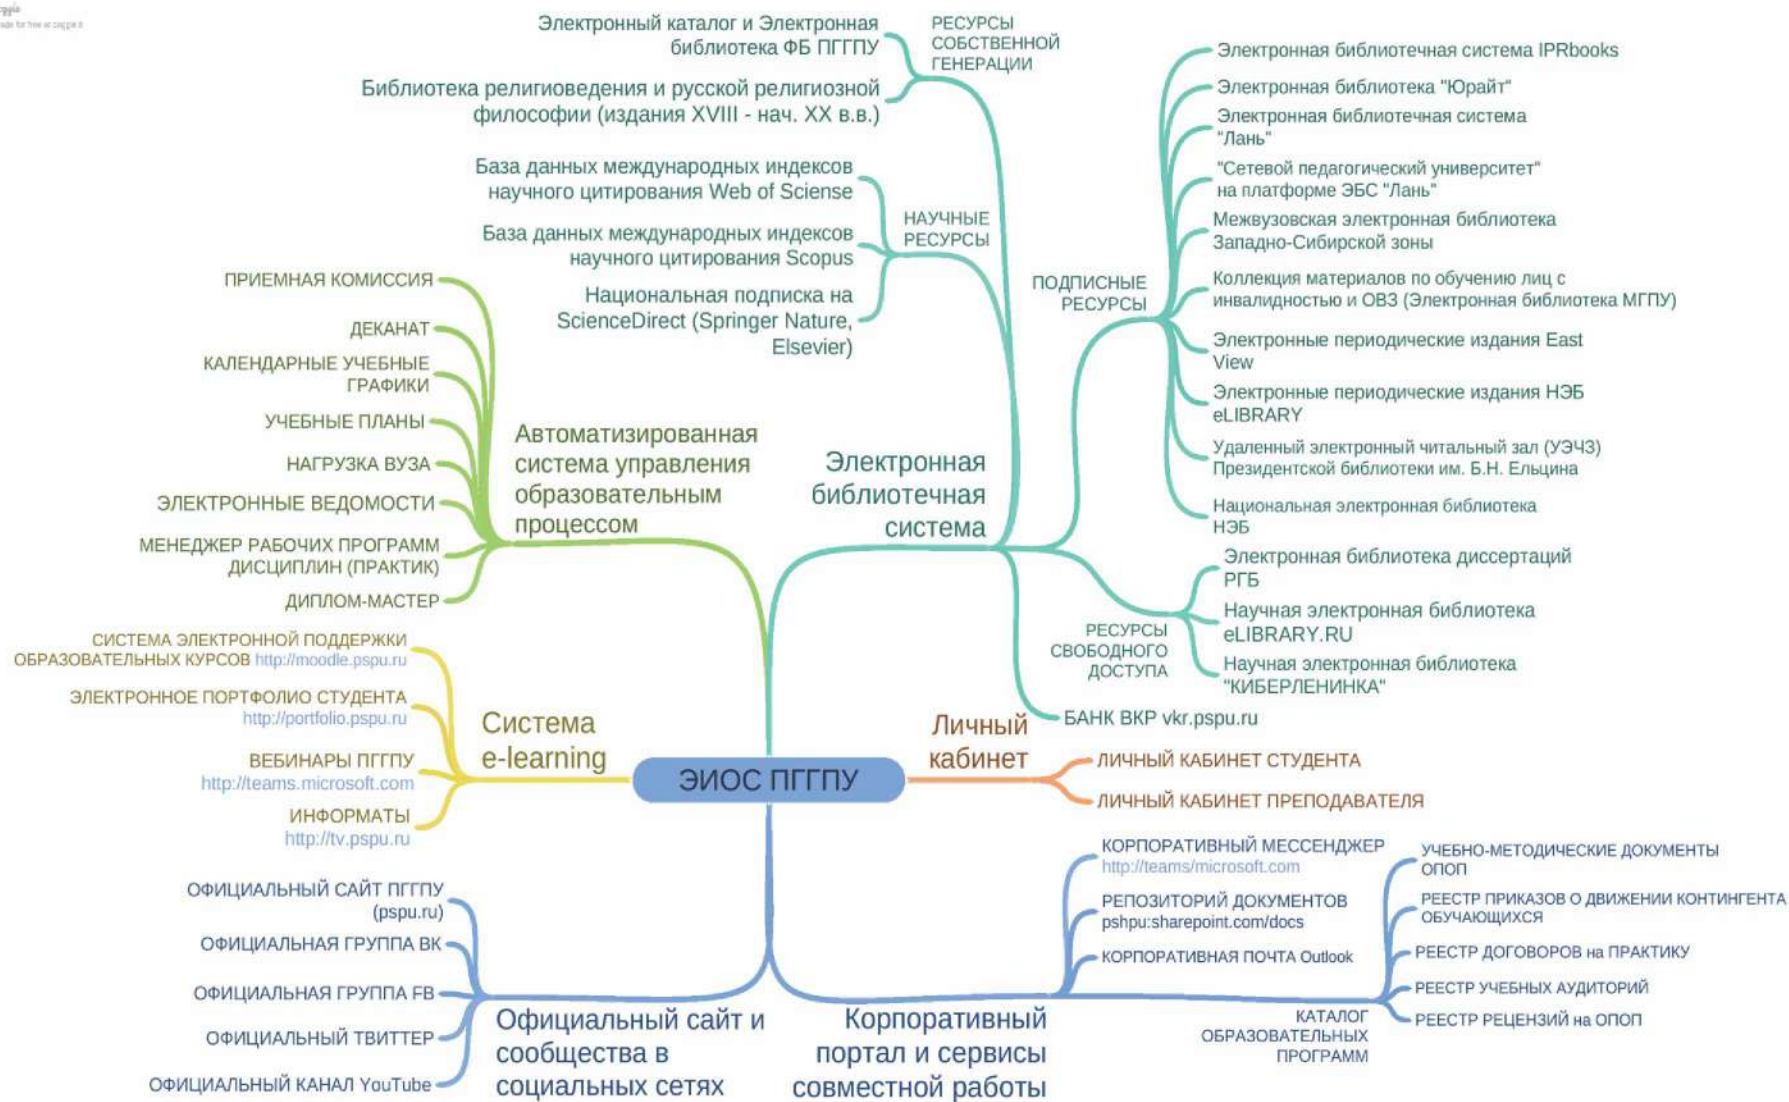 Электронный каталог и Электронная
библиотека ФБ ПГГПУ
Библиотека религиоведения и русской религиозной
философии (издания XVIII - нач. XX в.в.)
РЕСУРСЫ
СОБСТВЕННОЙ
ГЕНЕРАЦИИ
База данных международных индексов
научного цитирования Web of Sciense
База данных международных индексов
научного цитирования Scopus
Национальная подписка на
ScienceDirect (Springer Nature,
Elsevier)
НАУЧНЫЕ
РЕСУРСЫ
Электронная библиотечная система IPRbooks
Электронная библиотека "Юрайт"
Электронная библиотечная система
"Лань"
"Сетевой педагогический университет"
на платформе ЭБС "Лань"
Межвузовская электронная библиотека
Западно-Сибирской зоны
Коллекция материалов по обучению лиц с
инвалидностью и ОВЗ (Электронная библиотека МГПУ)
Электронные периодические издания East
View
Электронные периодические издания НЭБ
eLIBRARY
Удаленный электронный читальный зал (УЭЧЗ)
Президентской библиотеки им. Б.Н. Ельцина
Национальная электронная библиотека
НЭБ
ПОДПИСНЫЕ
РЕСУРСЫ
Электронная библиотека диссертаций
РГБ
Научная электронная библиотека
eLIBRARY.RU
Научная электронная библиотека
"КИБЕРЛЕНИНКА"
РЕСУРСЫ
СВОБОДНОГО
ДОСТУПА
БАНК ВКР vkr.pspu.ru
Электронная
библиотечная
система
ПРИЕМНАЯ КОМИССИЯ
ДЕКАНАТ
КАЛЕНДАРНЫЕ УЧЕБНЫЕ
ГРАФИКИ
УЧЕБНЫЕ ПЛАНЫ
НАГРУЗКА ВУЗА
ЭЛЕКТРОННЫЕ ВЕДОМОСТИ
МЕНЕДЖЕР РАБОЧИХ ПРОГРАММ
ДИСЦИПЛИН (ПРАКТИК)
ДИПЛОМ-МАСТЕР
Автоматизированная
система управления
образовательным
процессом
СИСТЕМА ЭЛЕКТРОННОЙ ПОДДЕРЖКИ
ОБРАЗОВАТЕЛЬНЫХ КУРСОВ http://moodle.pspu.ru
ЭЛЕКТРОННОЕ ПОРТФОЛИО СТУДЕНТА
http://portfolio.pspu.ru
ВЕБИНАРЫ ПГГПУ
http://teams.microsoft.com
ИНФОРМАТЫ
http://tv.pspu.ru
Система
e-learning
ЭИОС ПГГПУ
Личный
кабинет
ЛИЧНЫЙ КАБИНЕТ СТУДЕНТА
ЛИЧНЫЙ КАБИНЕТ ПРЕПОДАВАТЕЛЯ
ОФИЦИАЛЬНЫЙ САЙТ ПГГПУ
(pspu.ru)
ОФИЦИАЛЬНАЯ ГРУППА ВК
ОФИЦИАЛЬНАЯ ГРУППА FB
ОФИЦИАЛЬНЫЙ ТВИТТЕР
ОФИЦИАЛЬНЫЙ КАНАЛ YouTube
Официальный сайт и
сообщества в
социальных сетях
Корпоративный
портал и сервисы
совместной работы
КОРПОРАТИВНЫЙ МЕССЕНДЖЕР
http://teams/microsoft.com
РЕПОЗИТОРИЙ ДОКУМЕНТОВ
pshpu:sharepoint.com/docs
КОРПОРАТИВНАЯ ПОЧТА Outlook
КАТАЛОГ
ОБРАЗОВАТЕЛЬНЫХ
ПРОГРАММ
УЧЕБНО-МЕТОДИЧЕСКИЕ ДОКУМЕНТЫ
ОПОП
РЕЕСТР ПРИКАЗОВ О ДВИЖЕНИИ КОНТИНГЕНТА
ОБУЧАЮЩИХСЯ
РЕЕСТР ДОГОВОРОВ на ПРАКТИКУ
РЕЕСТР УЧЕБНЫХ АУДИТОРИЙ
РЕЕСТР РЕЦЕНЗИЙ на ОПОП